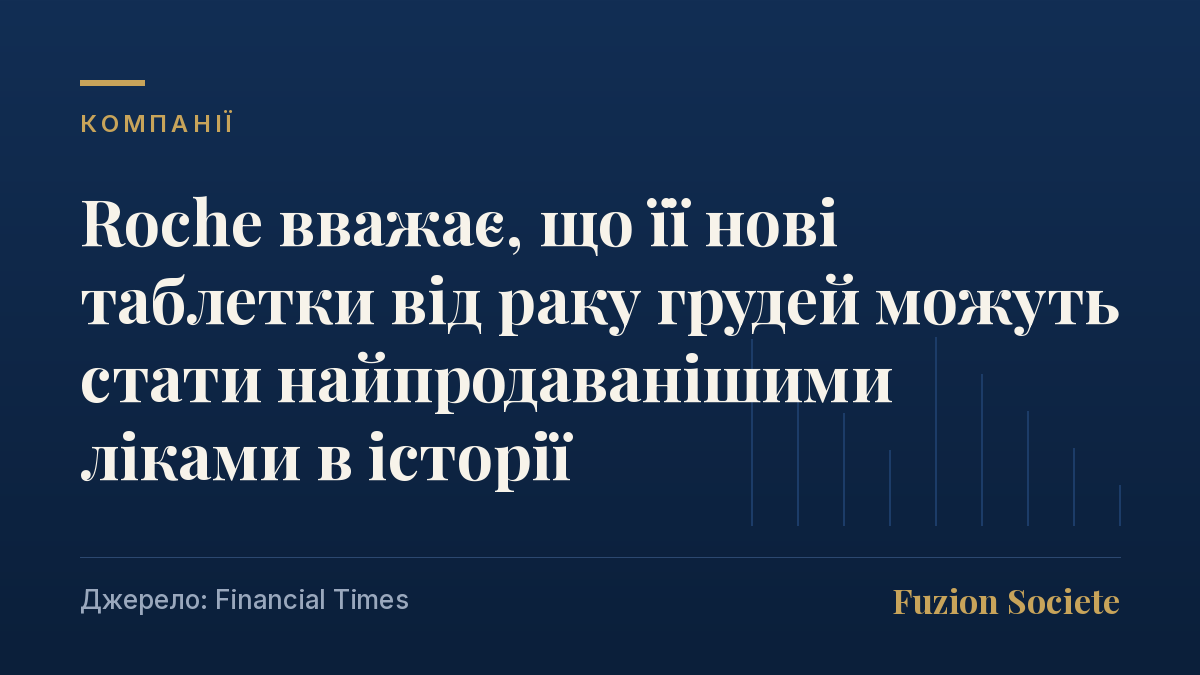 КОМПАНІЇ
Roche вважає, що її нові
таблетки від раку грудей можуть
стати найпродаванішими
ліками в історії
Джерело: Financial Times
Fuzion Societe